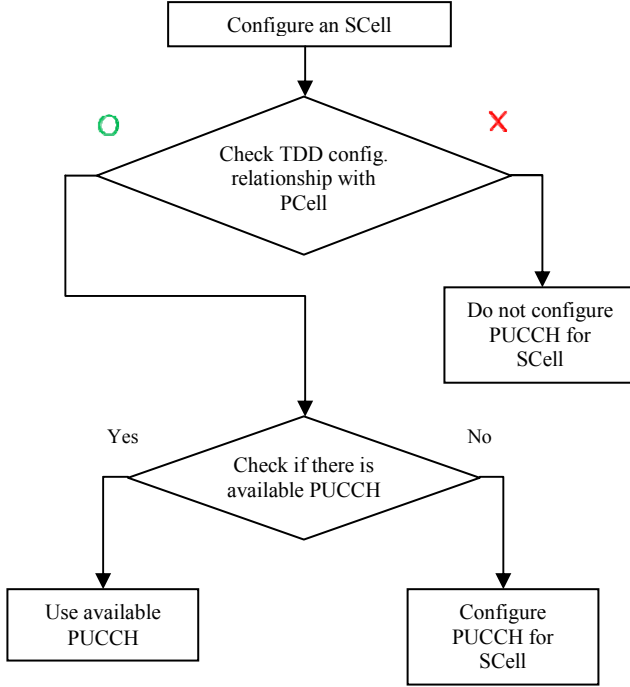 Configure an SCell
O
X
Check TDD config.
relationship with
PCell
Do not configure
PUCCH for
SCell
Yes
No
Check if there is
available PUCCH
Use available
PUCCH
Configure
PUCCH for
SCell